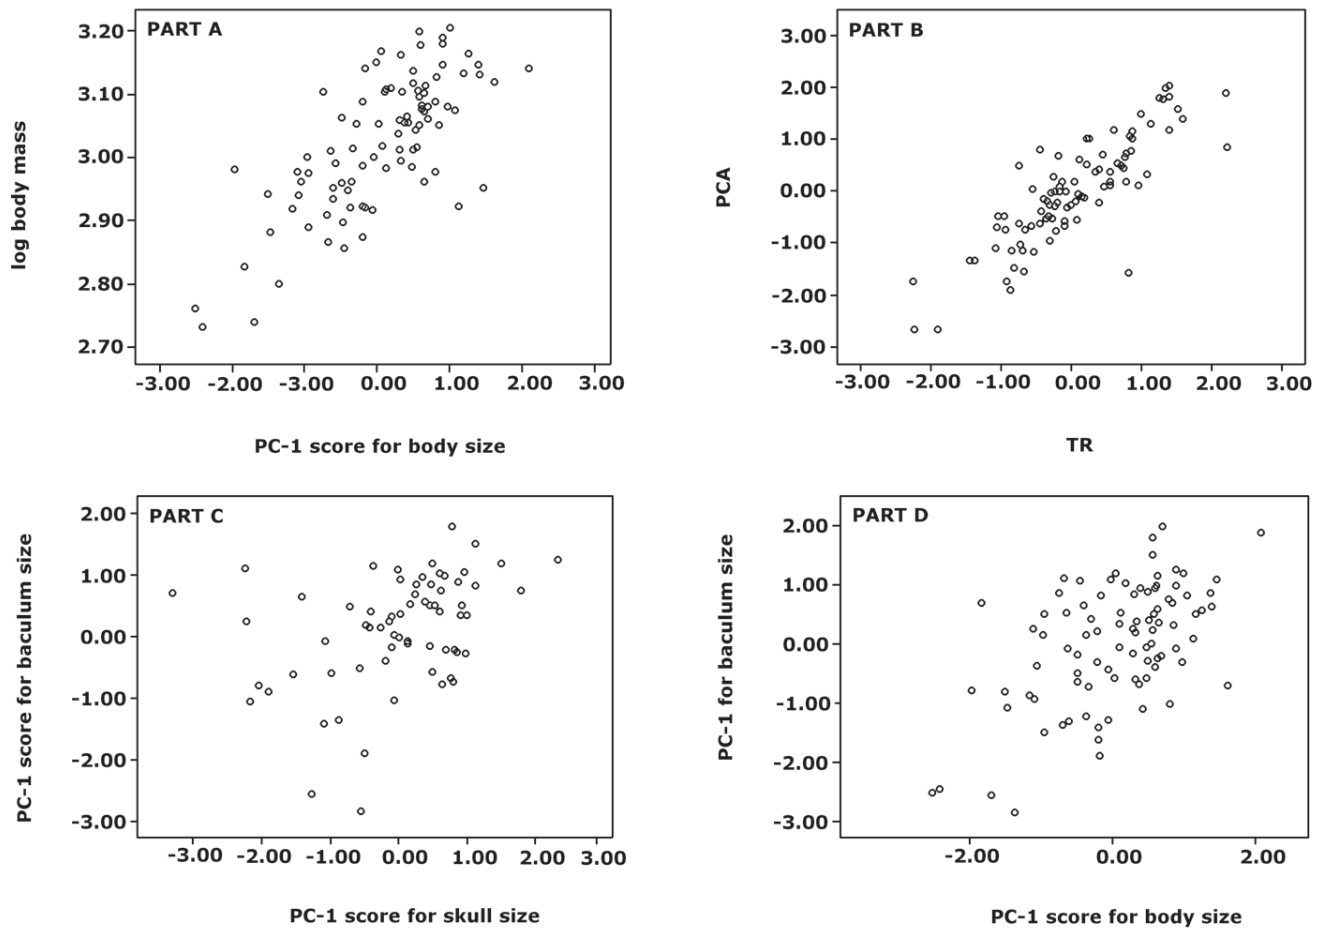 PART A
3.20
3.10
3.00
2.90
2.80
2.70
log body mass
-3.00 -2.00 -3.00 0.00 1.00 2.00 3.00
PC-1 score for body size
PART B
3.00
2.00
1.00
0.00
-1.00
-2.00
-3.00
PCA
-3.00 -2.00 -1.00 0.00 1.00 2.00 3.00
TR
PART C
2.00
1.00
0.00
-1.00
-2.00
-3.00
PC-1 score for baculum size
-3.00 -2.00 -1.00 0.00 1.00 2.00 3.00
PC-1 score for skull size
PART D
2.00
1.00
0.00
-1.00
-2.00
-3.00
PC-1 for baculum size
-2.00 0.00 2.00
PC-1 score for body size